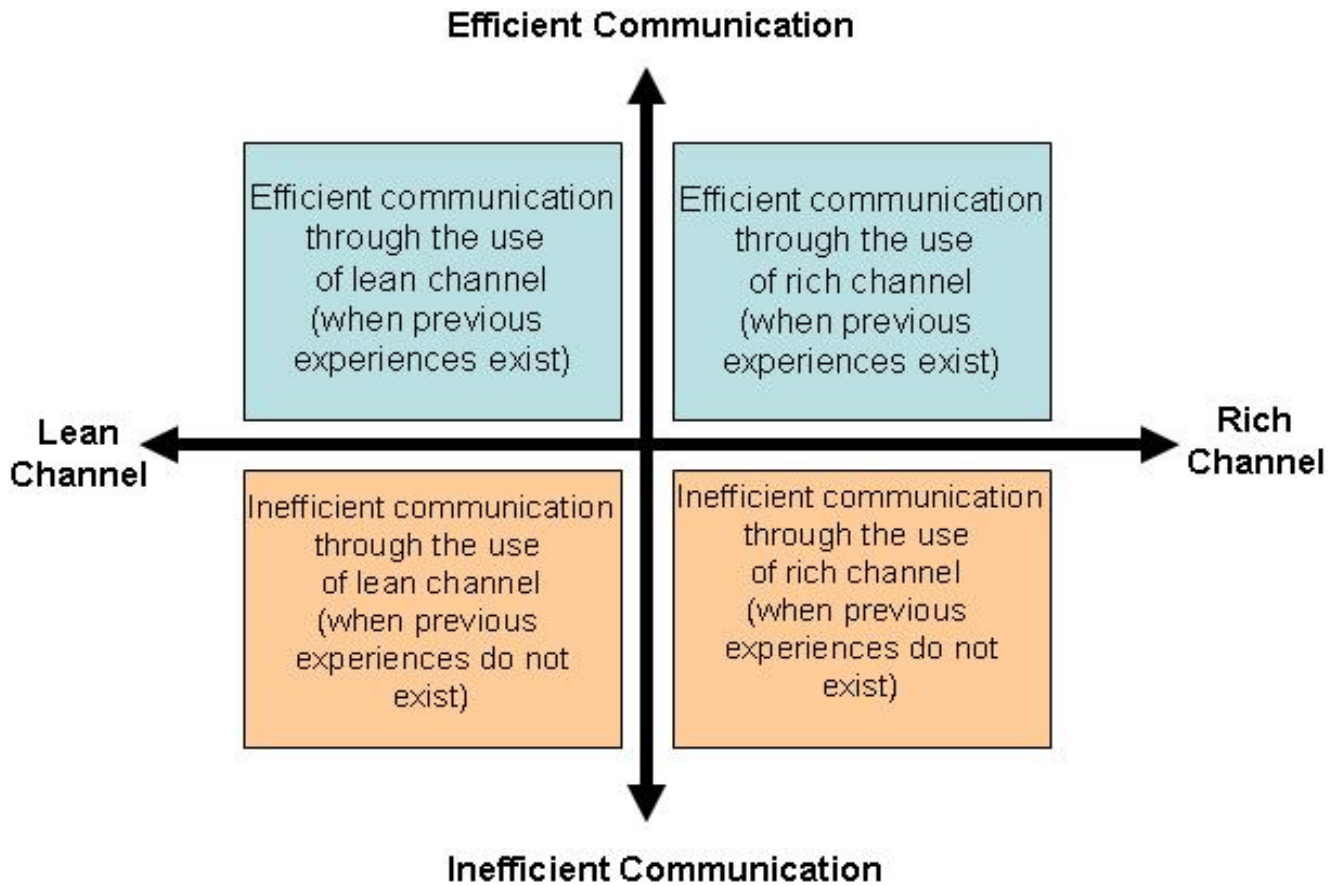 Efficient Communication
Efficient communication
through the use
of lean channel
(when previous
experiences exist)
Efficient communication
through the use
of rich channel
(when previous
experiences exist)
Lean
Channel
Rich
Channel
Inefficient communication
through the use
of lean channel
(when previous
experiences do not
exist)
Inefficient communication
through the use
of rich channel
(when previous
experiences do not
exist)
Inefficient Communication